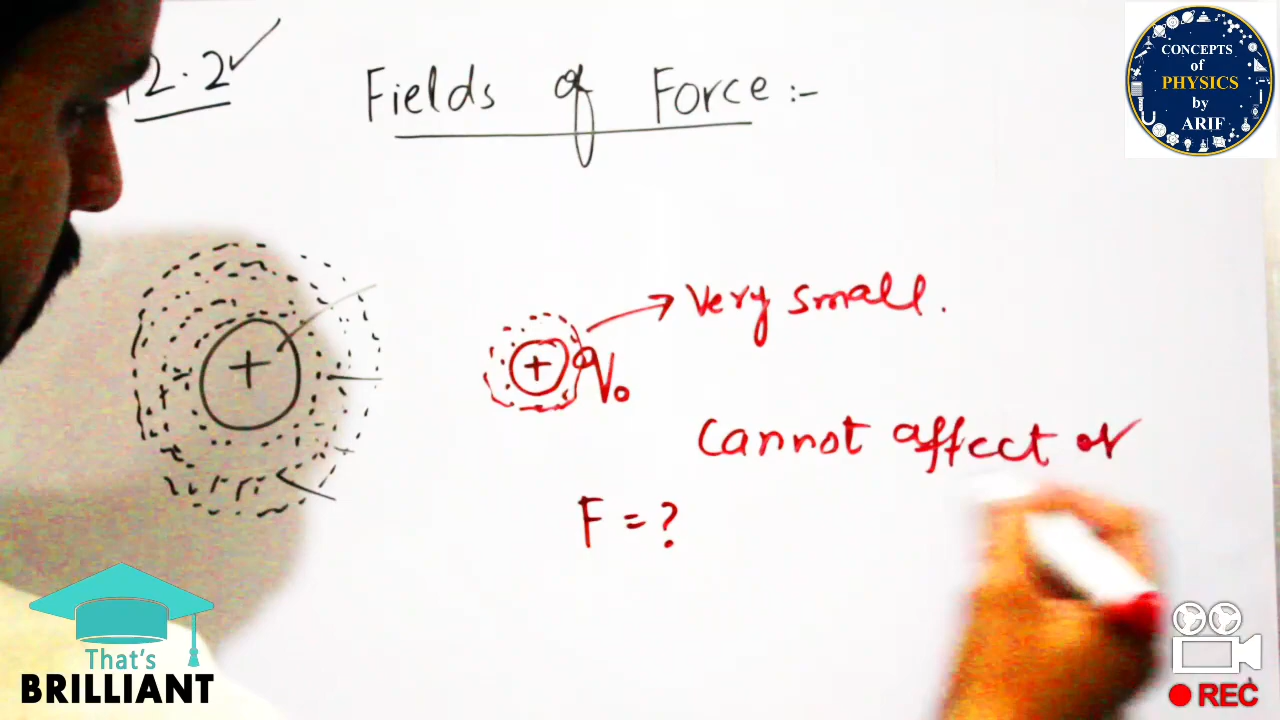 12.2
Fields of Force :-
CONCEPTS
of
PHYSICS
by
ARIF
+
+ q₀
Very small.
Cannot affect or
F = ?
That's
BRILLIANT
REC